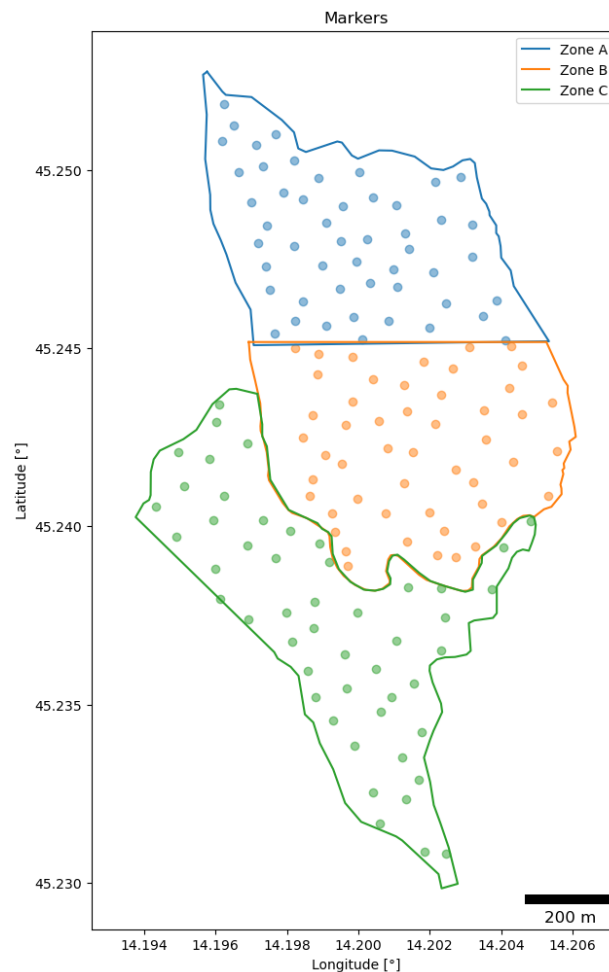 Markers
Zone A
Zone B
Zone C
45.250
45.245
45.240
45.235
45.230
Latitude [°]
200 m
14.194 14.196 14.198 14.200 14.202 14.204 14.206
Longitude [°]